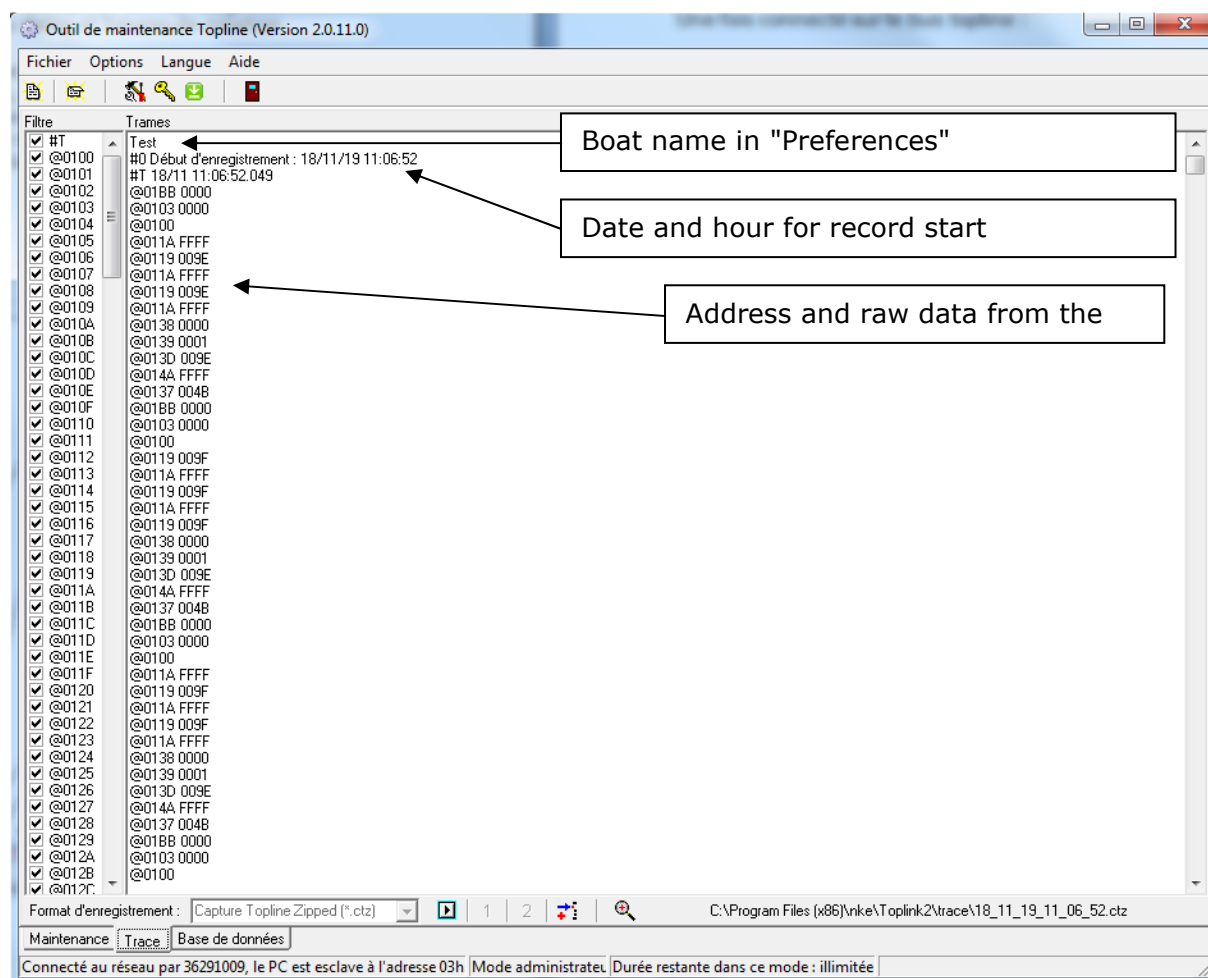 Outil de maintenance Topline (Version 2.0.11.0)
Fichier Options Langue Aide
Filtre Trames
#T
@0100
@0101
@0102
@0103
@0104
@0105
@0106
@0107
@0108
@0109
@010A
@010B
@010C
@010D
@010E
@010F
@0110
@0111
@0112
@0113
@0114
@0115
@0116
@0117
@0118
@0119
@011A
@011B
@011C
@011D
@011E
@011F
@0120
@0121
@0122
@0123
@0124
@0125
@0126
@0127
@0128
@0129
@012A
@012B
@012C
Test
#0 Début d'enregistrement : 18/11/19 11:06:52
#T 18/11 11:06:52.049
@01BB 0000
@0103 0000
@0100
@011A FFFF
@0119 009E
@011A FFFF
@0119 009E
@011A FFFF
@0138 0000
@0139 0001
@013D 009E
@014A FFFF
@0137 004B
@01BB 0000
@0103 0000
@0100
@0119 009F
@011A FFFF
@0119 009F
@011A FFFF
@0119 009F
@0138 0000
@0139 0001
@013D 009E
@014A FFFF
@0137 004B
@01BB 0000
@0103 0000
@0100
@011A FFFF
@0119 009F
@011A FFFF
@0119 009F
@011A FFFF
@0138 0000
@0139 0001
@013D 009E
@014A FFFF
@0137 004B
@01BB 0000
@0103 0000
@0100
Boat name in "Preferences"
Date and hour for record start
Address and raw data from the
Format d'enregistrement : Capture Topline Zipped (*.ctz) 1 2 C:\Program Files (x86)\nke\Toplink2\trace\18_11_19_11_06_52.ctz
Maintenance Trace Base de données
Connecté au réseau par 36291009, le PC est esclave à l'adresse 03h Mode administrateu Durée restante dans ce mode : illimitée